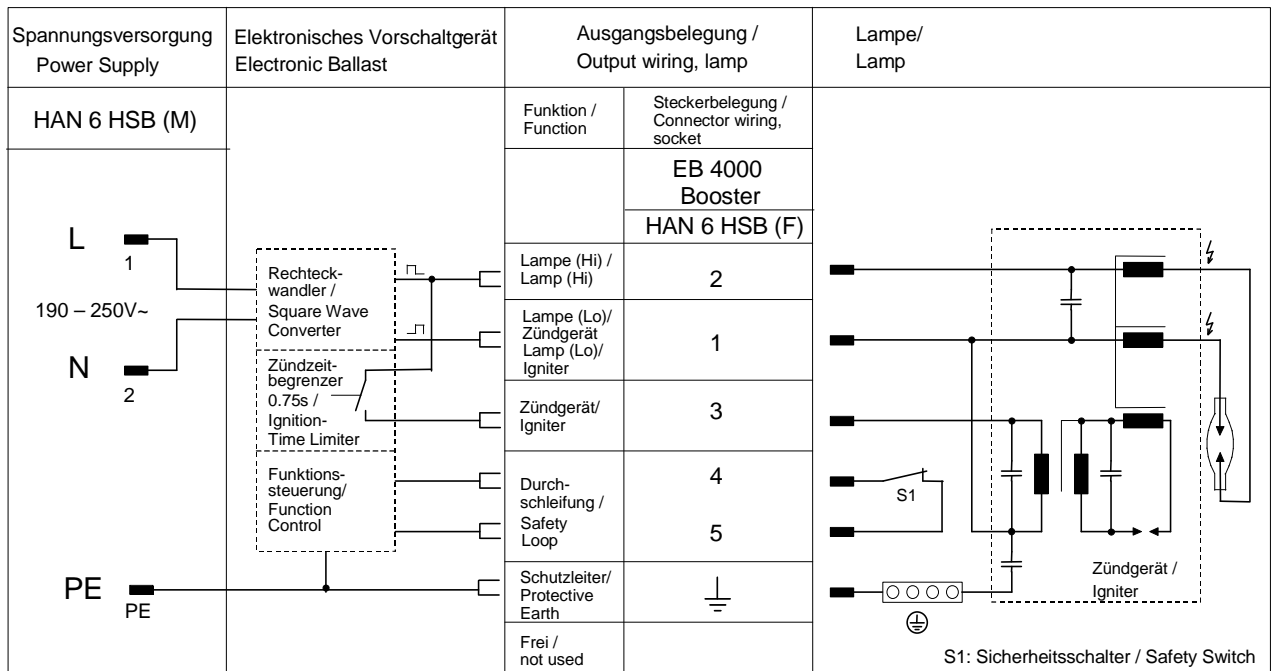 Spannungsversorgung
Power Supply
Elektronisches Vorschaltgerät
Electronic Ballast
Ausgangsbelegung /
Output wiring, lamp
Lampe/
Lamp
HAN 6 HSB (M)
Funktion /
Function
Steckerbelegung /
Connector wiring,
socket
EB 4000
Booster
HAN 6 HSB (F)
L
1
190 – 250V~
N
2
PE
PE
Rechteck-
wandler /
Square Wave
Converter
Zündzeit-
begrenzer
0.75s /
Ignition-
Time Limiter
Funktions-
steuerung/
Function
Control
Lampe (Hi) /
Lamp (Hi)
2
Lampe (Lo)/
Zündgerät
Lamp (Lo)/
Igniter
1
Zündgerät/
Igniter
3
Durch-
schleifung /
Safety
Loop
4
5
Schutzleiter/
Protective
Earth
Frei /
not used
S1
Zündgerät /
Igniter
S1: Sicherheitsschalter / Safety Switch